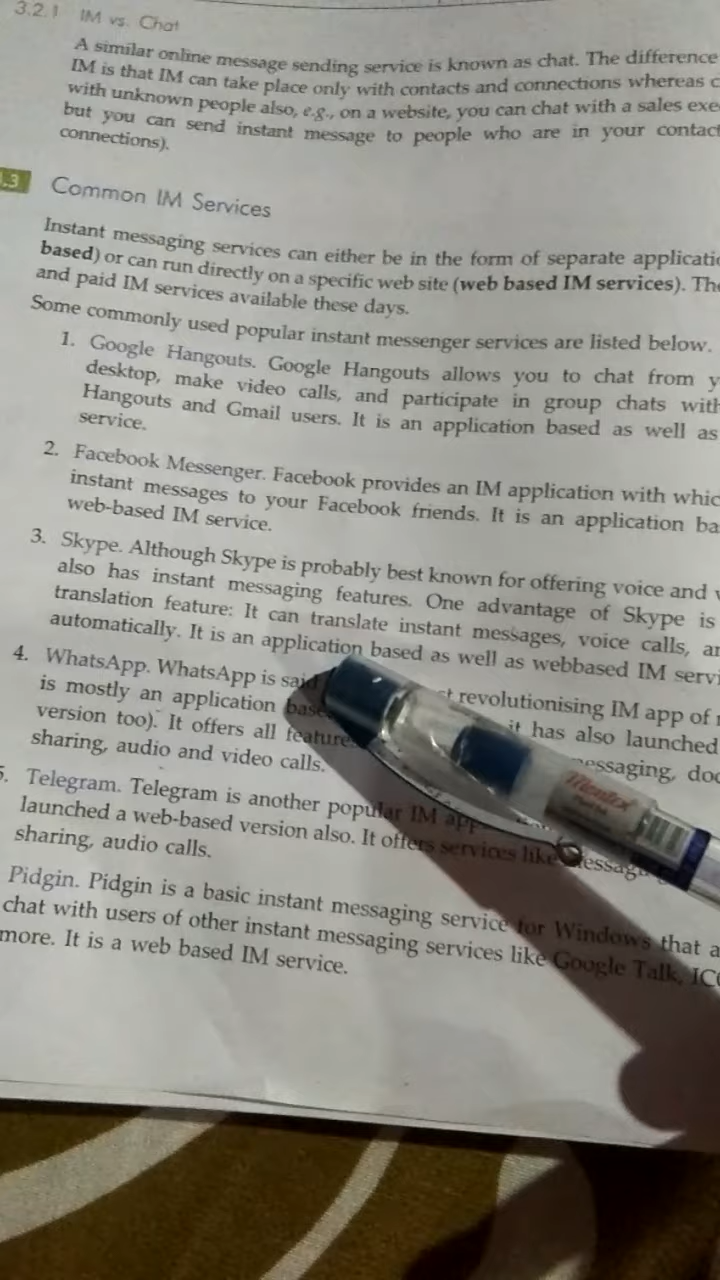 3.2.1 IM vs. Chat
A similar online message sending service is known as chat. The difference
IM is that IM can take place only with contacts and connections whereas
with unknown people also, e.g., on a website, you can chat with a sales
but you can send instant message to people who are in your
connections).
.3 Common IM Services
Instant messaging services can either be in the form of separate
based) or can run directly on a specific web site (web based IM services).
and paid IM services available these days.
Some commonly used popular instant messenger services are listed below.
1. Google Hangouts. Google Hangouts allows you to chat from
desktop, make video calls, and participate in group chats
Hangouts and Gmail users. It is an application based as well as
service.
2. Facebook Messenger. Facebook provides an IM application with
instant messages to your Facebook friends. It is an application
web-based IM service.
3. Skype. Although Skype is probably best known for offering voice and
also has instant messaging features. One advantage of Skype is
translation feature: It can translate instant messages, voice calls,
automatically. It is an application based as well as webbased IM
4. WhatsApp. WhatsApp is said revolutionising IM app of
is mostly an application it has also launched
version too). It offers all
sharing, audio and video calls.
5. Telegram. Telegram is another popular IM
launched a web-based version also. It offers services like
sharing, audio calls.
Pidgin. Pidgin is a basic instant messaging service for Windows that
chat with users of other instant messaging services like Google Talk,
more. It is a web based IM service.
Montex